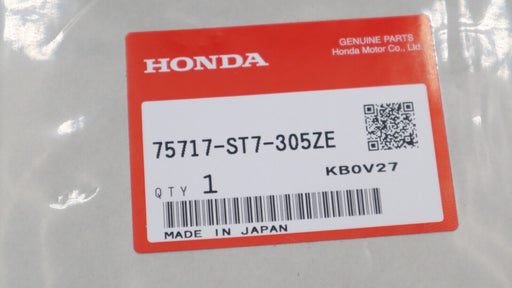 HONDA
GENUINE PARTS
Honda Motor Co., Ltd.
75717-ST7-305ZE
QTY 1
KB0V27
MADE IN JAPAN